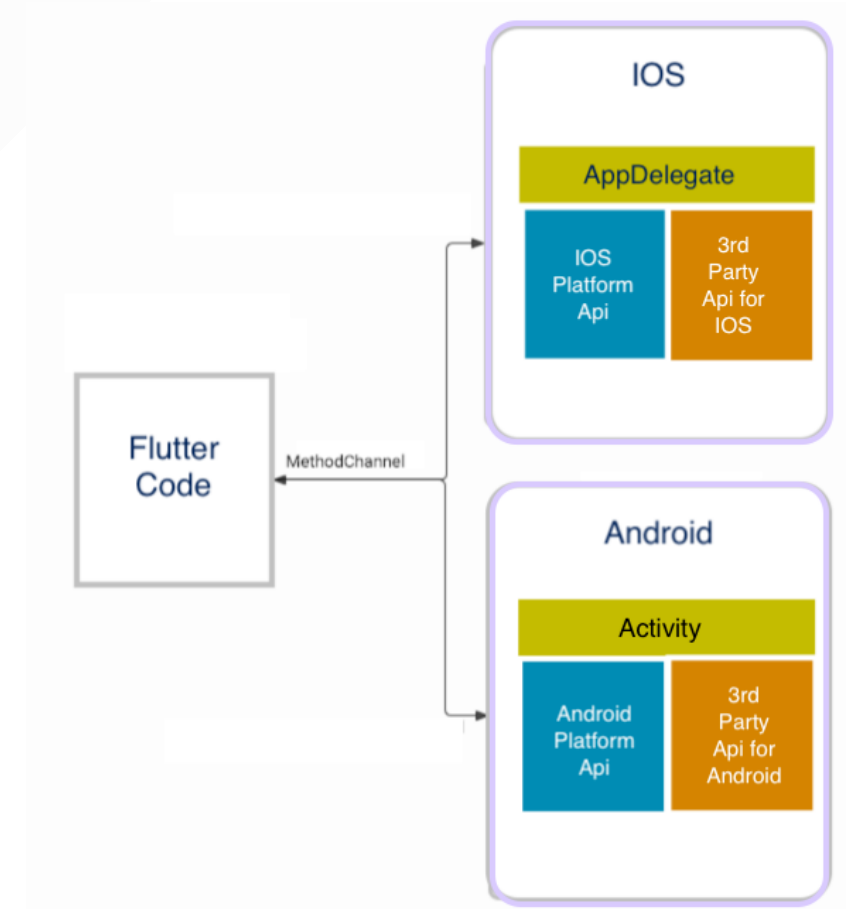 IOS
AppDelegate
IOS
Platform
Api
3rd
Party
Api for
IOS
Flutter
Code
MethodChannel
Android
Activity
Android
Platform
Api
3rd
Party
Api for
Android